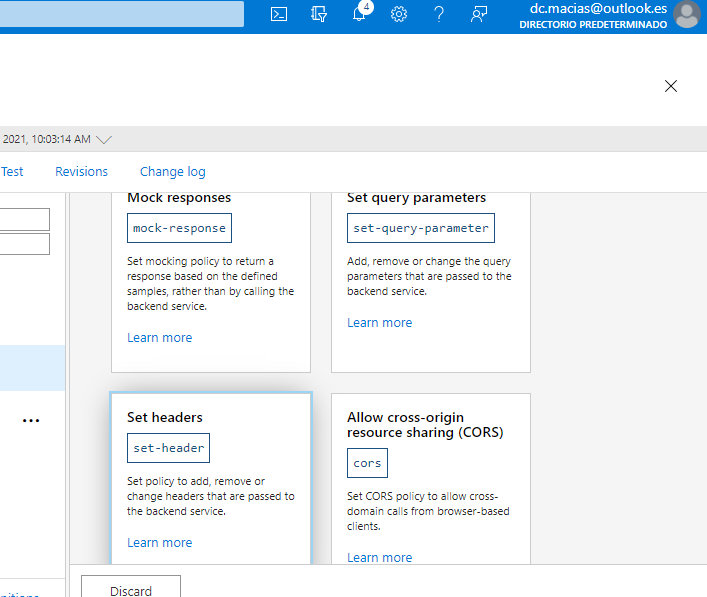 4
dc.macias@outlook.es
DIRECTORIO PREDETERMINADO
2021, 10:03:14 AM
Test
Revisions
Change log
Mock responses
mock-response
Set mocking policy to return a
response based on the defined
samples, rather than by calling the
backend service.
Learn more
Set query parameters
set-query-parameter
Add, remove or change the query
parameters that are passed to the
backend service.
Learn more
Set headers
set-header
Set policy to add, remove or
change headers that are passed to
the backend service.
Learn more
Allow cross-origin
resource sharing (CORS)
cors
Set CORS policy to allow cross-
domain calls from browser-based
clients.
Learn more
Discard